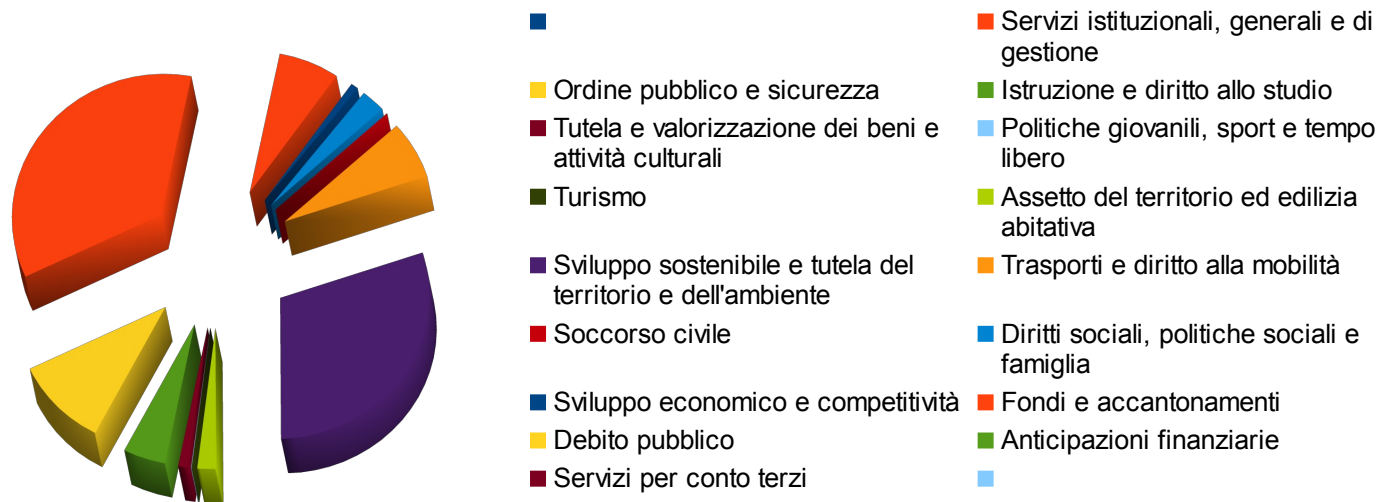 Servizi istituzionali, generali e di
gestione
Ordine pubblico e sicurezza
Istruzione e diritto allo studio
Tutela e valorizzazione dei beni e
attività culturali
Politiche giovanili, sport e tempo
libero
Turismo
Assetto del territorio ed edilizia
abitativa
Sviluppo sostenibile e tutela del
territorio e dell'ambiente
Trasporti e diritto alla mobilità
Soccorso civile
Diritti sociali, politiche sociali e
famiglia
Sviluppo economico e competitività
Fondi e accantonamenti
Debito pubblico
Anticipazioni finanziarie
Servizi per conto terzi